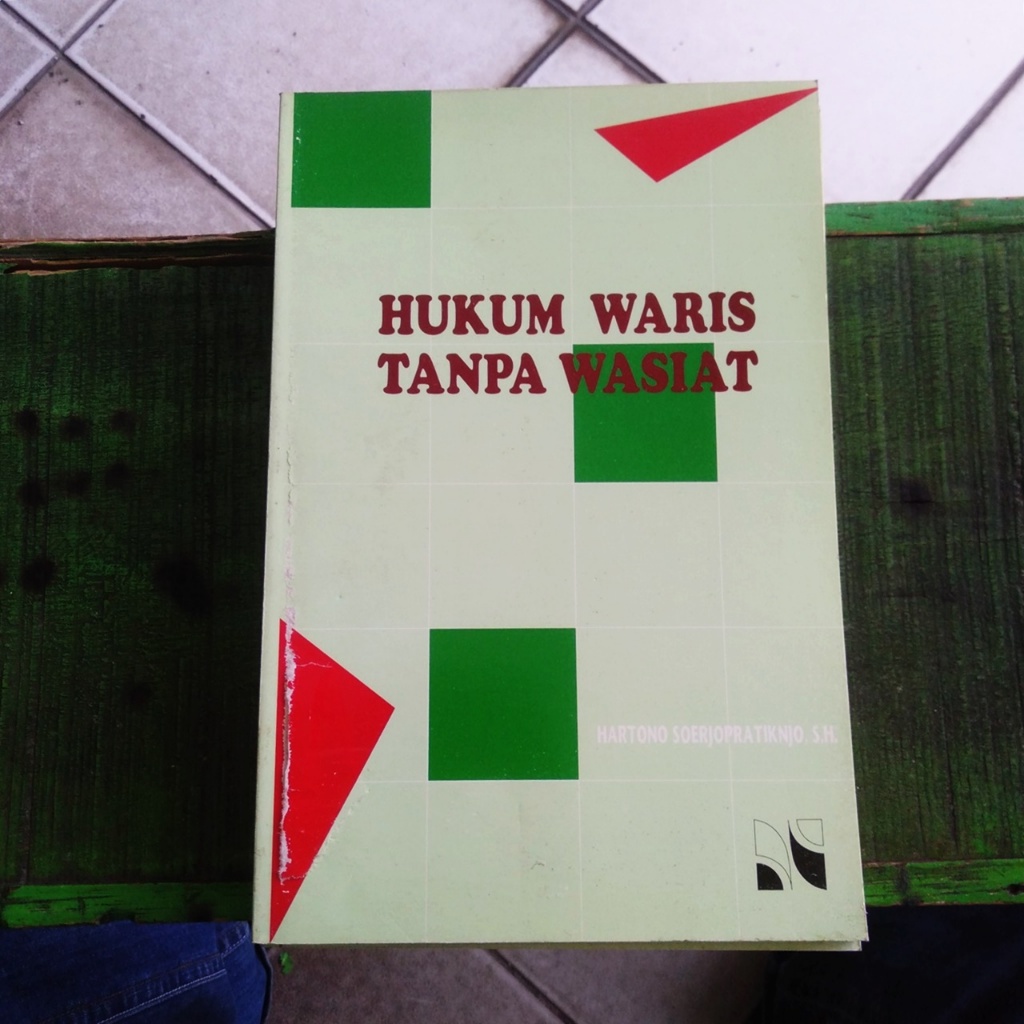 HUKUM WARIS
TANPA WASIAT
HARTONO SOERJOPRATIKNJO, S.H.